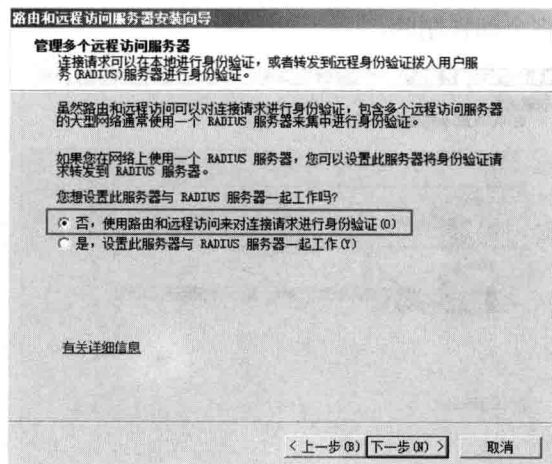 路由和远程访问服务器安装向导
管理多个远程访问服务器
连接请求可以在本地进行身份验证，或者转发到远程身份验证拨入用户服
务(RADIUS)服务器进行身份验证。
虽然路由和远程访问可以对连接请求进行身份验证，包含多个远程访问服务器
的大型网络通常使用一个 RADIUS 服务器来集中进行身份验证。
如果您在网络上使用一个 RADIUS 服务器，您可以设置此服务器将身份验证请
求转发到 RADIUS 服务器。
您想设置此服务器与 RADIUS 服务器一起工作吗?
否，使用路由和远程访问来对连接请求进行身份验证(O)
是，设置此服务器与 RADIUS 服务器一起工作(Y)
有关详细信息
< 上一步(B) 下一步(N) > 取消